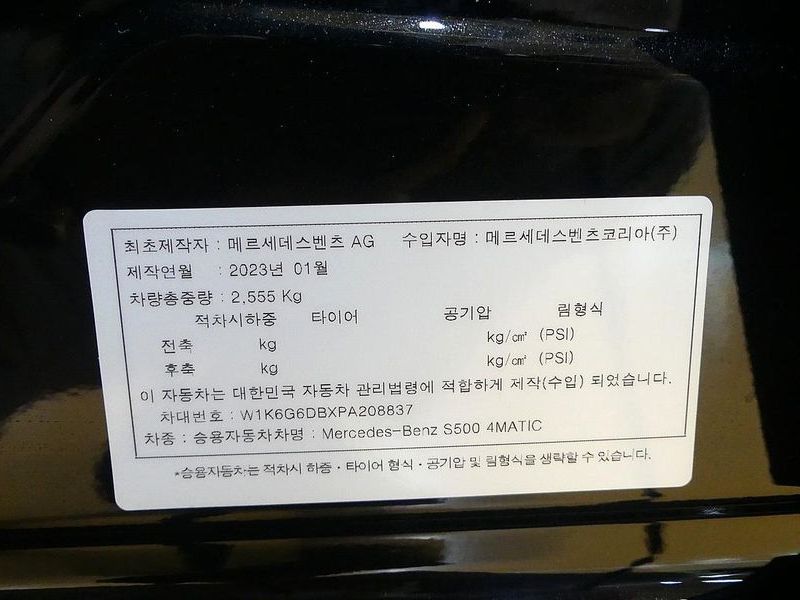 최초제작자 : 메르세데스벤츠 AG 수입자명 : 메르세데스벤츠코리아(주)
제작연월 : 2023년 01월
차량총중량 : 2,555 Kg
적차시하중 타이어 공기압 림형식
전축 kg kg/㎠ (PSI)
후축 kg kg/㎠ (PSI)
이 자동차는 대한민국 자동차 관리법령에 적합하게 제작(수입) 되었습니다.
차대번호 : W1K6G6DBXPA208837
차종 : 승용자동차차명 : Mercedes-Benz S500 4MATIC
*승용자동차는 적차시 하중·타이어 형식·공기압 및 림형식을 생략할 수 있습니다.